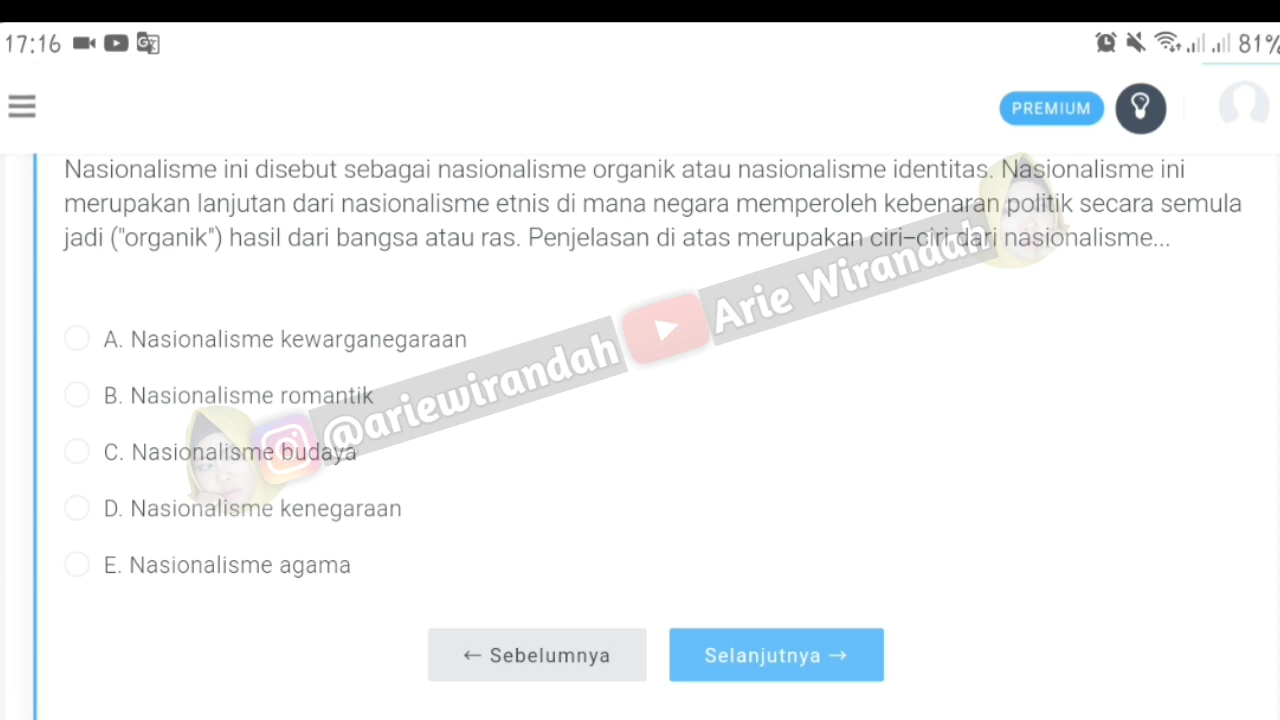 17:16 81%
PREMIUM
Nasionalisme ini disebut sebagai nasionalisme organik atau nasionalisme identitas. Nasionalisme ini
merupakan lanjutan dari nasionalisme etnis di mana negara memperoleh kebenaran politik secara semula
jadi ("organik") hasil dari bangsa atau ras. Penjelasan di atas merupakan ciri–ciri dari nasionalisme...
Arie Wirandah
@ariewirandah
A. Nasionalisme kewarganegaraan
B. Nasionalisme romantik
C. Nasionalisme budaya
D. Nasionalisme kenegaraan
E. Nasionalisme agama
← Sebelumnya
Selanjutnya →